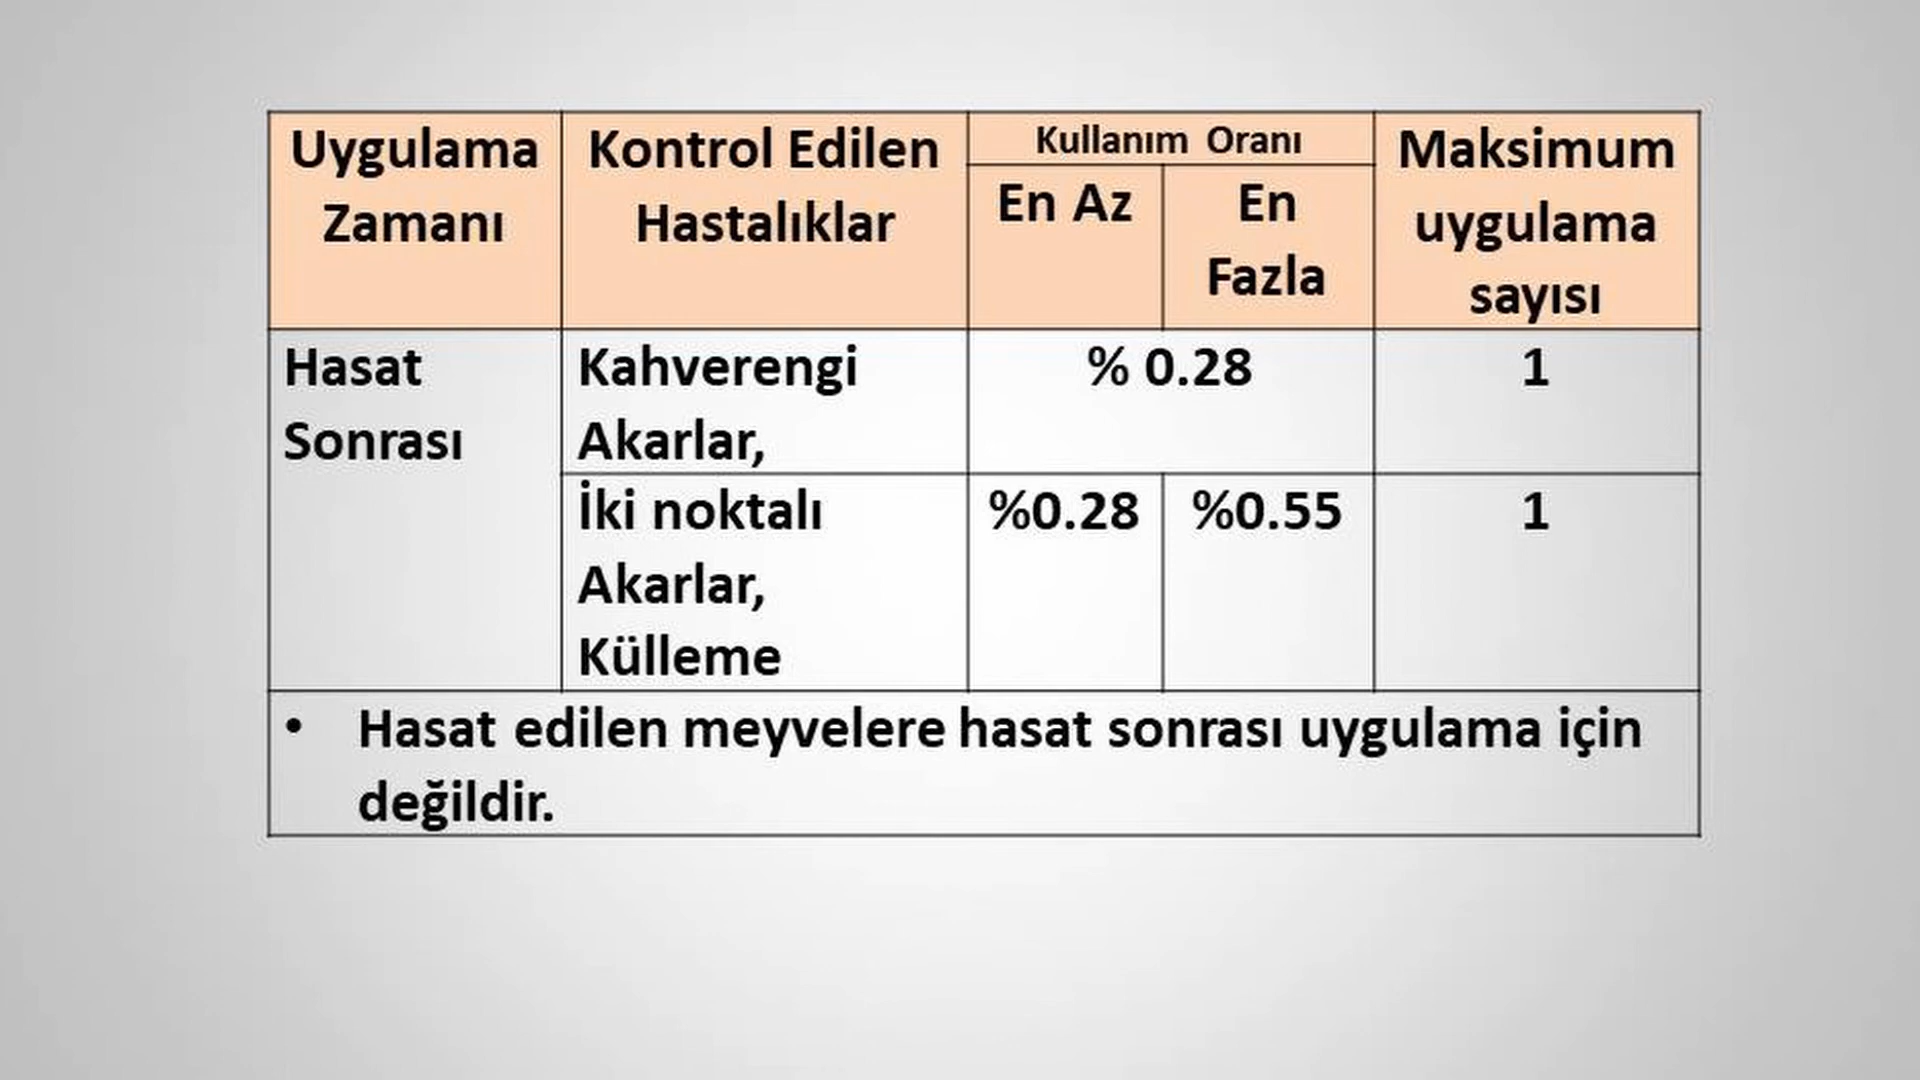 Uygulama
Zamanı
Kontrol Edilen
Hastalıklar
Kullanım Oranı
En Az
En
Fazla
Maksimum
uygulama
sayısı
Hasat
Sonrası
Kahverengi
Akarlar,
% 0.28
1
İki noktalı
Akarlar,
Külleme
%0.28
%0.55
1
• Hasat edilen meyvelere hasat sonrası uygulama için
değildir.